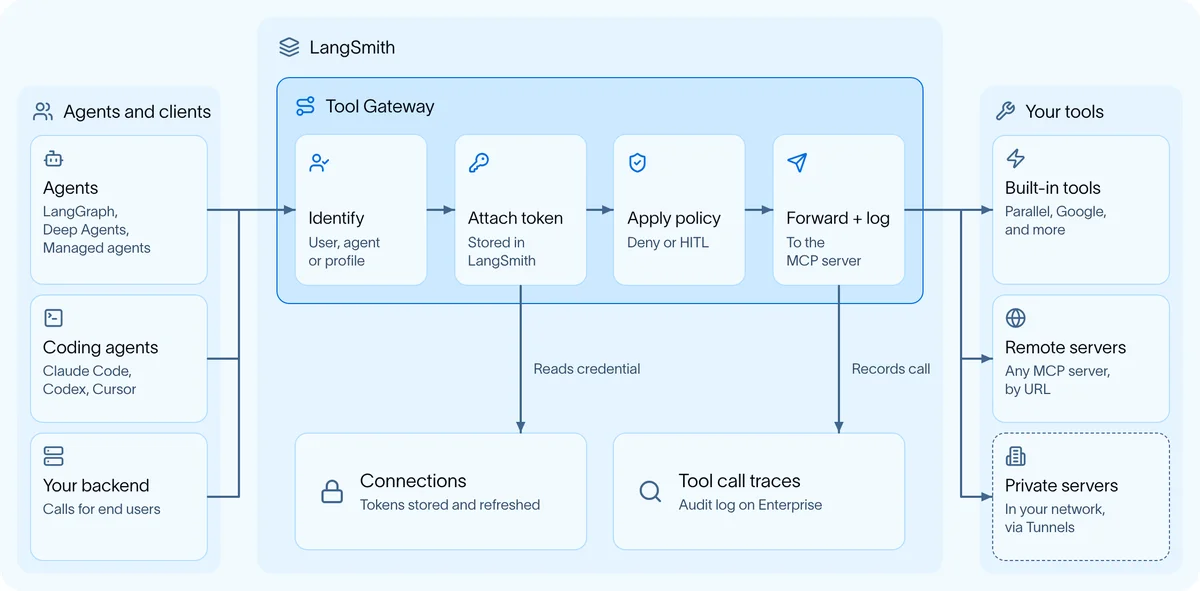 LangSmith
Agents and clients
Agents
LangGraph,
Deep Agents,
Managed agents
Coding agents
Claude Code,
Codex, Cursor
Your backend
Calls for end users
Tool Gateway
Identify
User, agent
or profile
Attach token
Stored in
LangSmith
Apply policy
Deny or HITL
Forward + log
To the
MCP server
Reads credential
Records call
Connections
Tokens stored and refreshed
Tool call traces
Audit log on Enterprise
Your tools
Built-in tools
Parallel, Google,
and more
Remote servers
Any MCP server,
by URL
Private servers
In your network,
via Tunnels